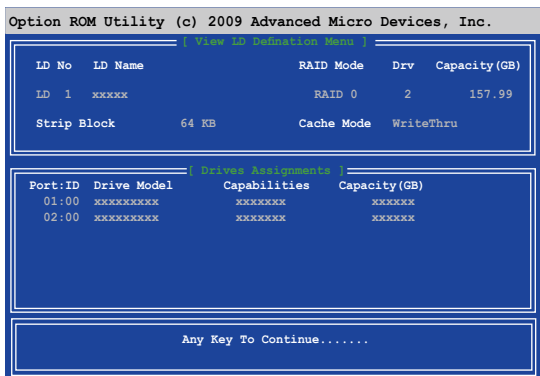 Option ROM Utility (c) 2009 Advanced Micro Devices, Inc.
[ View LD Defination Menu ]
LD No LD Name RAID Mode Drv Capacity(GB)
LD 1 xxxxx RAID 0 2 157.99
Strip Block 64 KB Cache Mode WriteThru
[ Drives Assignments ]
Port:ID Drive Model Capabilities Capacity(GB)
01:00 xxxxxxxxx xxxxxxx xxxxxx
02:00 xxxxxxxxx xxxxxxx xxxxxx
Any Key To Continue.......